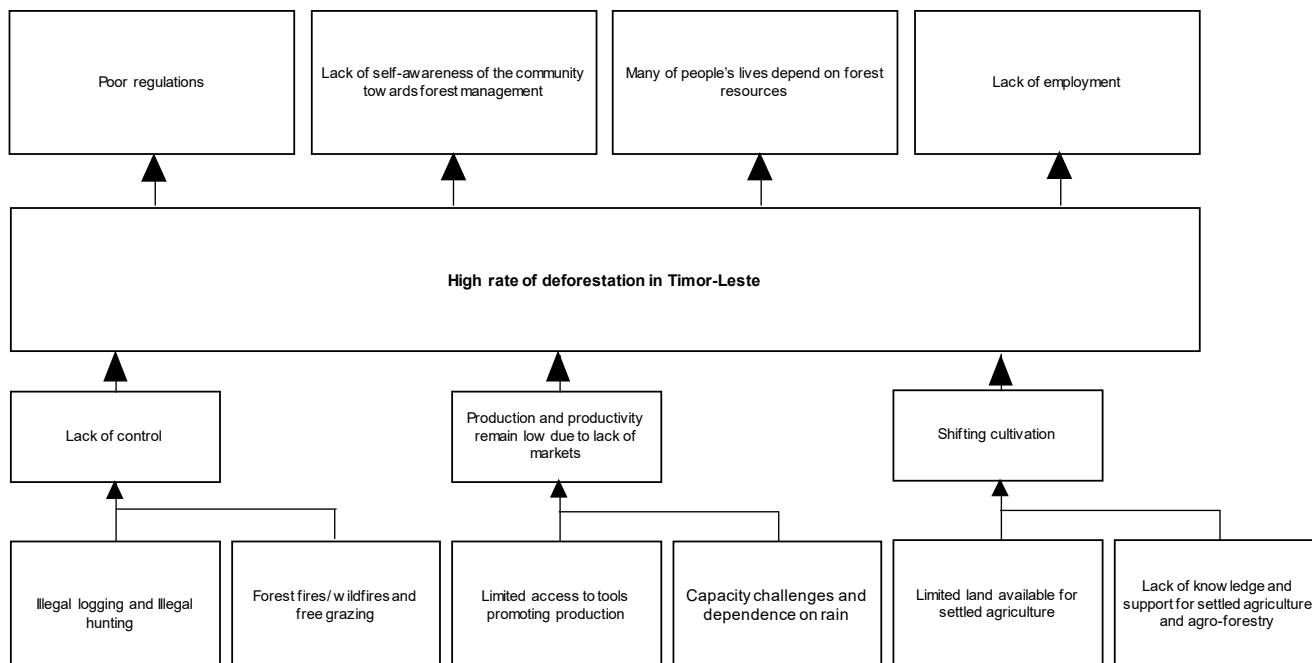 Poor regulations
Lack of self-awareness of the community
towards forest management
Many of people's lives depend on forest
resources
Lack of employment
High rate of deforestation in Timor-Leste
Lack of control
Production and productivity
remain low due to lack of
markets
Shifting cultivation
Illegal logging and Illegal
hunting
Forest fires/ wildfires and
free grazing
Limited access to tools
promoting production
Capacity challenges and
dependence on rain
Limited land available for
settled agriculture
Lack of knowledge and
support for settled agriculture
and agro-forestry